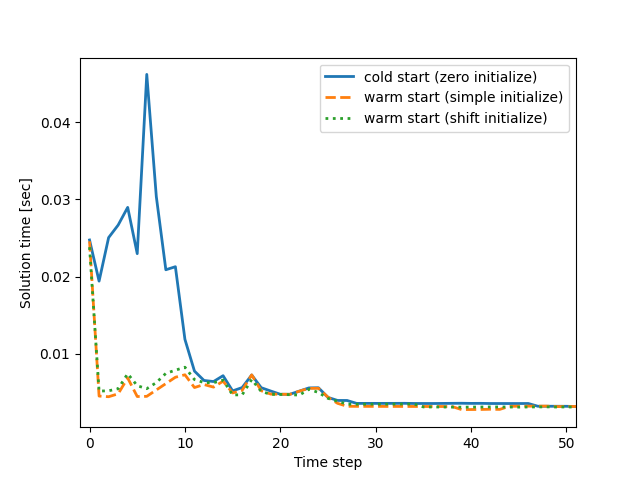 cold start (zero initialize)
warm start (simple initialize)
warm start (shift initialize)
0.04
0.03
0.02
0.01
Solution time [sec]
0
10
20
30
40
50
Time step